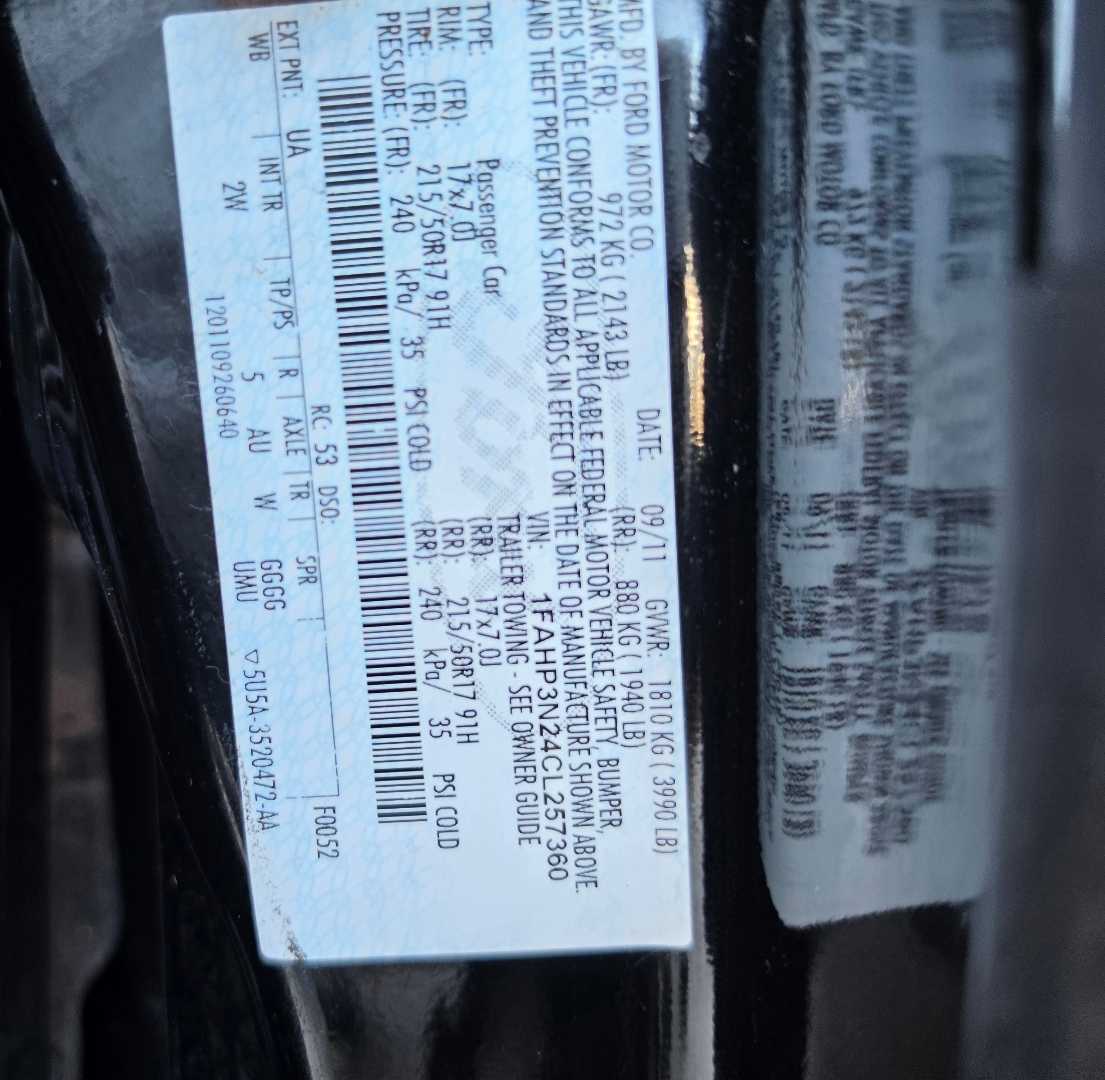 MFD. BY FORD MOTOR CO.
DATE: 09/11 GVWR: 1810 KG ( 3990 LB)
GAWR: (FR): 972 KG ( 2143 LB) (RR): 880 KG ( 1940 LB)
THIS VEHICLE CONFORMS TO ALL APPLICABLE FEDERAL MOTOR VEHICLE SAFETY, BUMPER,
AND THEFT PREVENTION STANDARDS IN EFFECT ON THE DATE OF MANUFACTURE SHOWN ABOVE.
VIN: 1FAHP3N24CL257360
TYPE: Passenger Car TRAILER TOWING - SEE OWNER GUIDE
RIM: (FR): 17x7.0J (RR): 17x7.0J
TIRE: (FR): 215/50R17 91H (RR): 215/50R17 91H
PRESSURE: (FR): 240 kPa/ 35 PSI COLD (RR): 240 kPa/ 35 PSI COLD
RC: 53 DSO: F0052
EXT PNT: UA
WB | INT TR | TP/PS | R | AXLE | TR | SPR |
2W 5 AU W GGGG
1201109260640 UMU ▽5U5A-3520472-AA